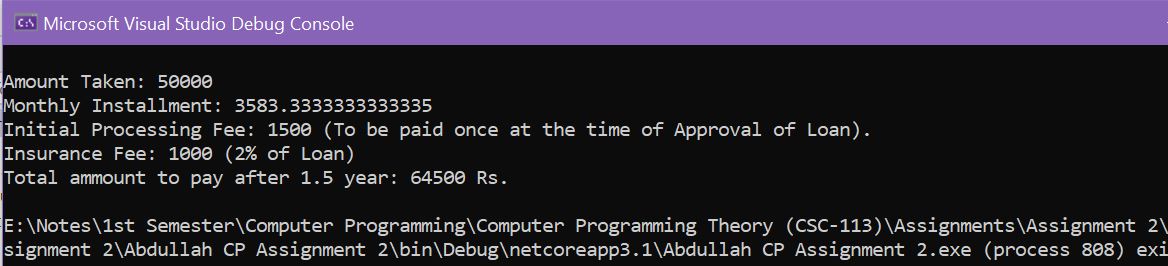 Microsoft Visual Studio Debug Console
Amount Taken: 50000
Monthly Installment: 3583.3333333333335
Initial Processing Fee: 1500 (To be paid once at the time of Approval of Loan).
Insurance Fee: 1000 (2% of Loan)
Total ammount to pay after 1.5 year: 64500 Rs.
E:\Notes\1st Semester\Computer Programming\Computer Programming Theory (CSC-113)\Assignments\Assignment 2\
signment 2\Abdullah CP Assignment 2\bin\Debug\netcoreapp3.1\Abdullah CP Assignment 2.exe (process 808) exi